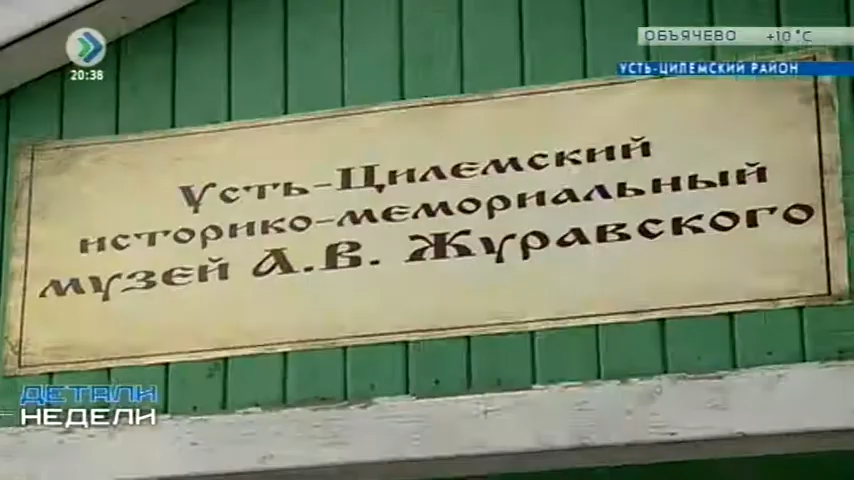 20:38
ОБЪЯЧЕВО +10°C
УСТЬ-ЦИЛЕМСКИЙ РАЙОН
Усть-Цилемский
историко-мемориальный
музей А.В. Журавского
ДЕТАЛИ
НЕДЕЛИ